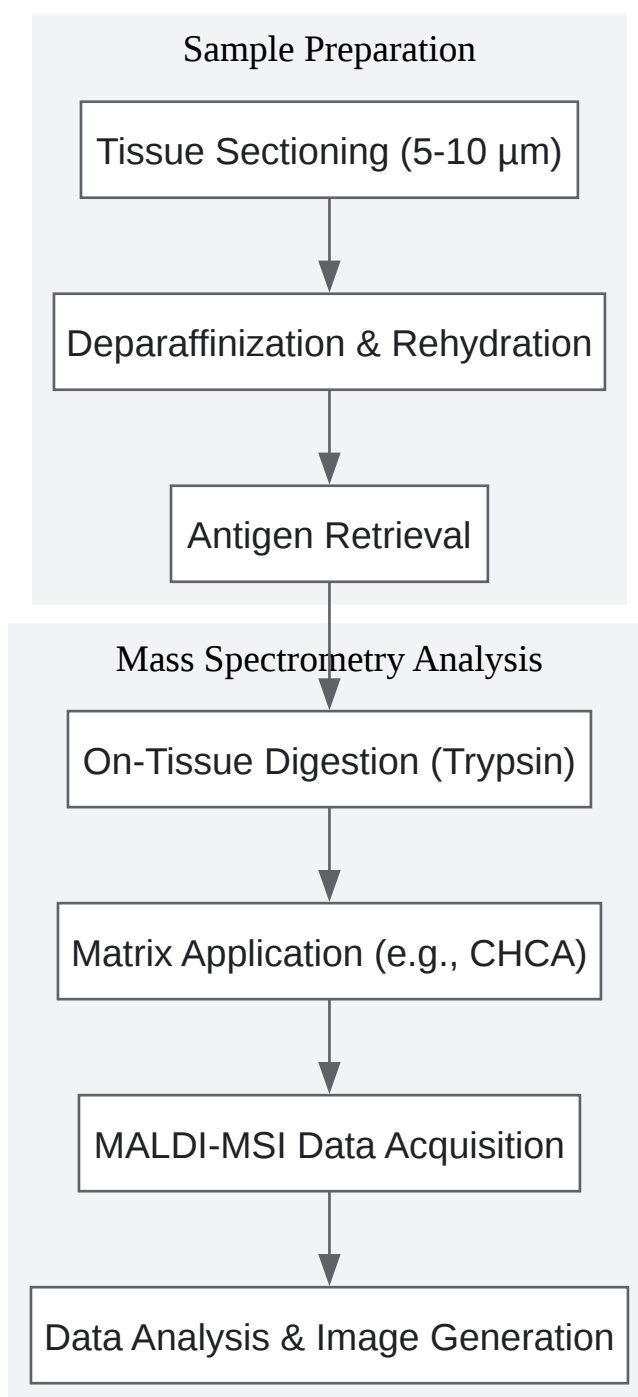 Sample Preparation
Tissue Sectioning (5-10 µm)
Deparaffinization & Rehydration
Antigen Retrieval
Mass Spectrometry Analysis
On-Tissue Digestion (Trypsin)
Matrix Application (e.g., CHCA)
MALDI-MSI Data Acquisition
Data Analysis & Image Generation